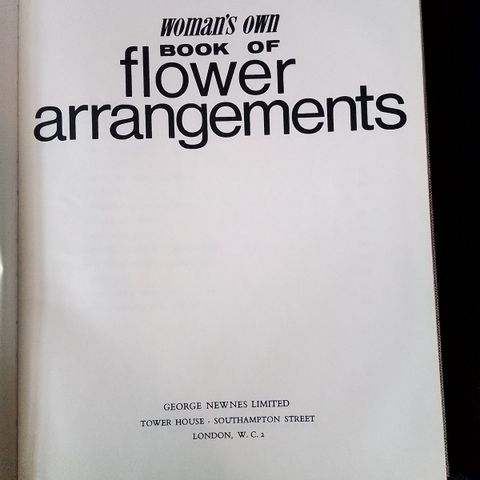 woman's own
BOOK OF
flower
arrangements
GEORGE NEWNES LIMITED
TOWER HOUSE · SOUTHAMPTON STREET
LONDON, W. C. 2